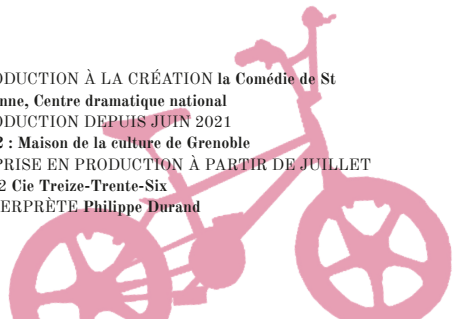 ODUCTION À LA CRÉATION la Comédie de St
nne, Centre dramatique national
ODUCTION DEPUIS JUIN 2021
2 : Maison de la culture de Grenoble
PRISE EN PRODUCTION À PARTIR DE JUILLET
2 Cie Treize-Trente-Six
ERPRÈTE Philippe Durand